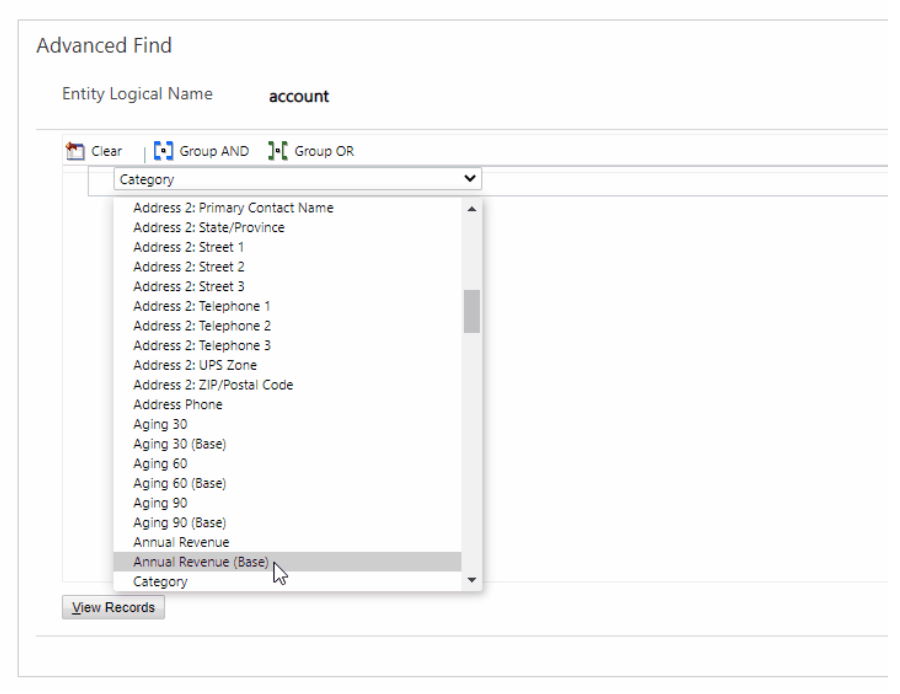 Advanced Find
Entity Logical Name account
Clear Group AND Group OR
Category
Address 2: Primary Contact Name
Address 2: State/Province
Address 2: Street 1
Address 2: Street 2
Address 2: Street 3
Address 2: Telephone 1
Address 2: Telephone 2
Address 2: Telephone 3
Address 2: UPS Zone
Address 2: ZIP/Postal Code
Address Phone
Aging 30
Aging 30 (Base)
Aging 60
Aging 60 (Base)
Aging 90
Aging 90 (Base)
Annual Revenue
Annual Revenue (Base)
Category
View Records